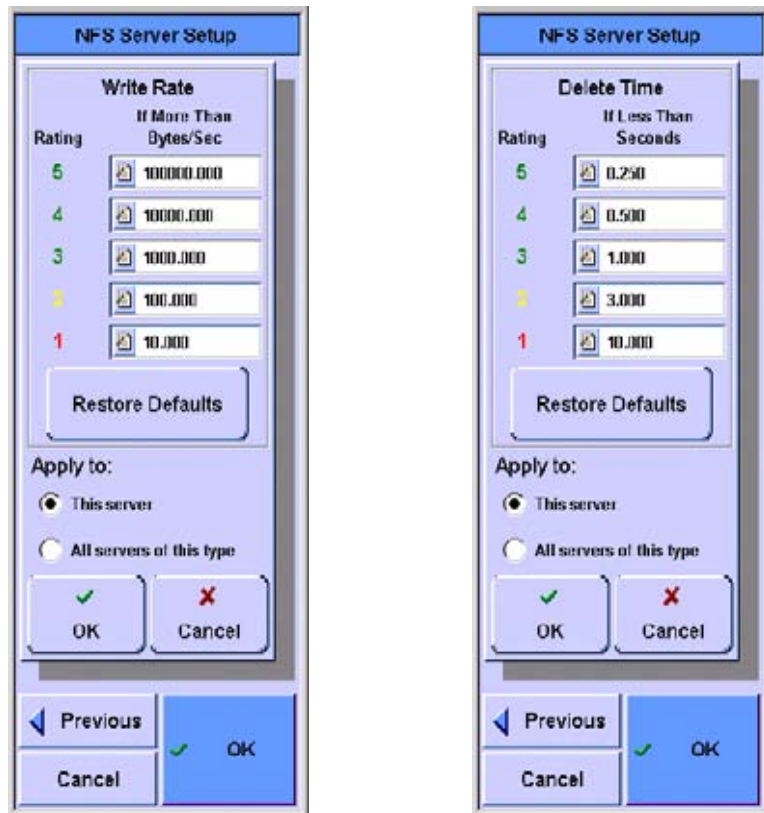 NFS Server Setup
Write Rate
If More Than
Rating Bytes/Sec
5 100000.000
4 10000.000
3 1000.000
2 100.000
1 10.000
Restore Defaults
Apply to:
This server
All servers of this type
OK Cancel
Previous
OK
Cancel
NFS Server Setup
Delete Time
If Less Than
Rating Seconds
5 0.250
4 0.500
3 1.000
2 3.000
1 10.000
Restore Defaults
Apply to:
This server
All servers of this type
OK Cancel
Previous
OK
Cancel